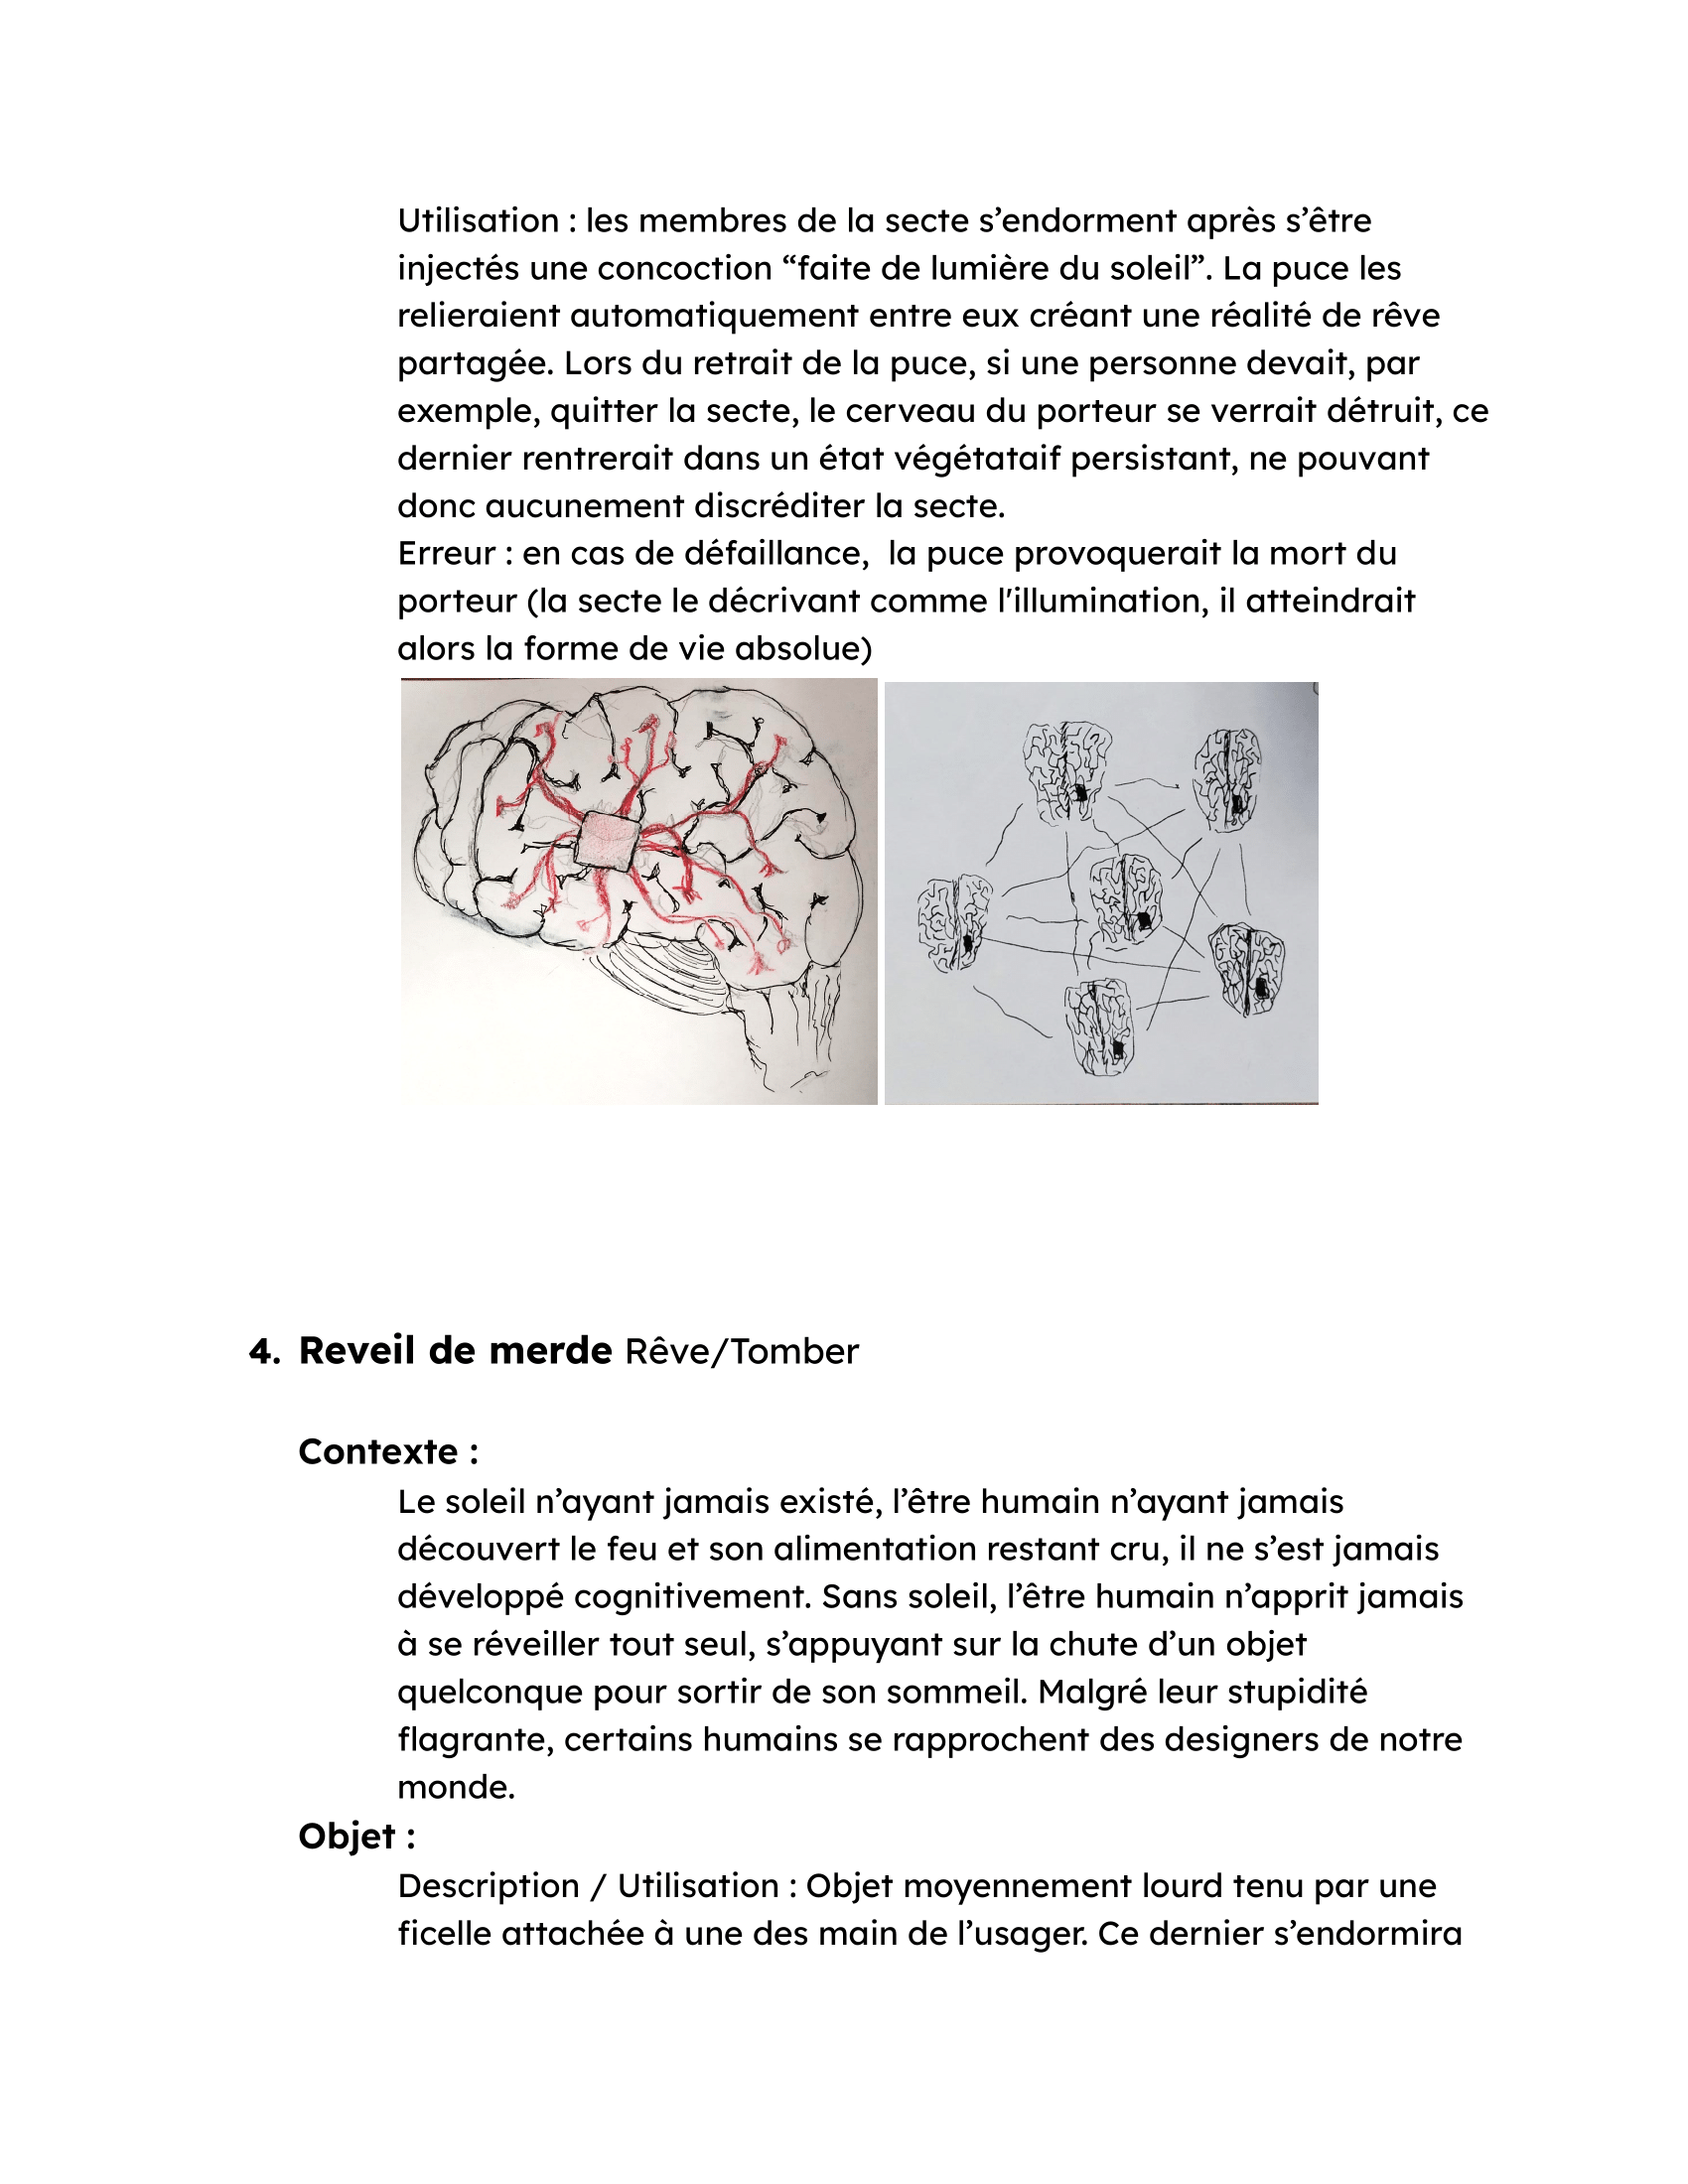 Utilisation : les membres de la secte s’endorment après s’être
injectés une concoction “faite de lumière du soleil”. La puce les
relieraient automatiquement entre eux créant une réalité de rêve
partagée. Lors du retrait de la puce, si une personne devait, par
exemple, quitter la secte, le cerveau du porteur se verrait détruit, ce
dernier rentrerait dans un état végétataif persistant, ne pouvant
donc aucunement discréditer la secte.
Erreur : en cas de défaillance,  la puce provoquerait la mort du
porteur (la secte le décrivant comme l'illumination, il atteindrait
alors la forme de vie absolue)
4. Reveil de merde Rêve/Tomber
Contexte :
Le soleil n’ayant jamais existé, l’être humain n’ayant jamais
découvert le feu et son alimentation restant cru, il ne s’est jamais
développé cognitivement. Sans soleil, l’être humain n’apprit jamais
à se réveiller tout seul, s’appuyant sur la chute d’un objet
quelconque pour sortir de son sommeil. Malgré leur stupidité
flagrante, certains humains se rapprochent des designers de notre
monde.
Objet :
Description / Utilisation : Objet moyennement lourd tenu par une
ficelle attachée à une des main de l’usager. Ce dernier s’endormira